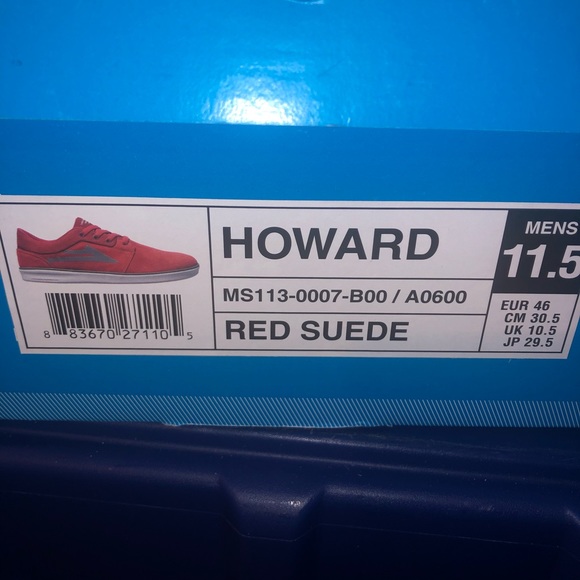 HOWARD
MS113-0007-B00 / A0600
RED SUEDE
MENS
11.5
EUR 46
CM 30.5
UK 10.5
JP 29.5
8 83670 27110 5